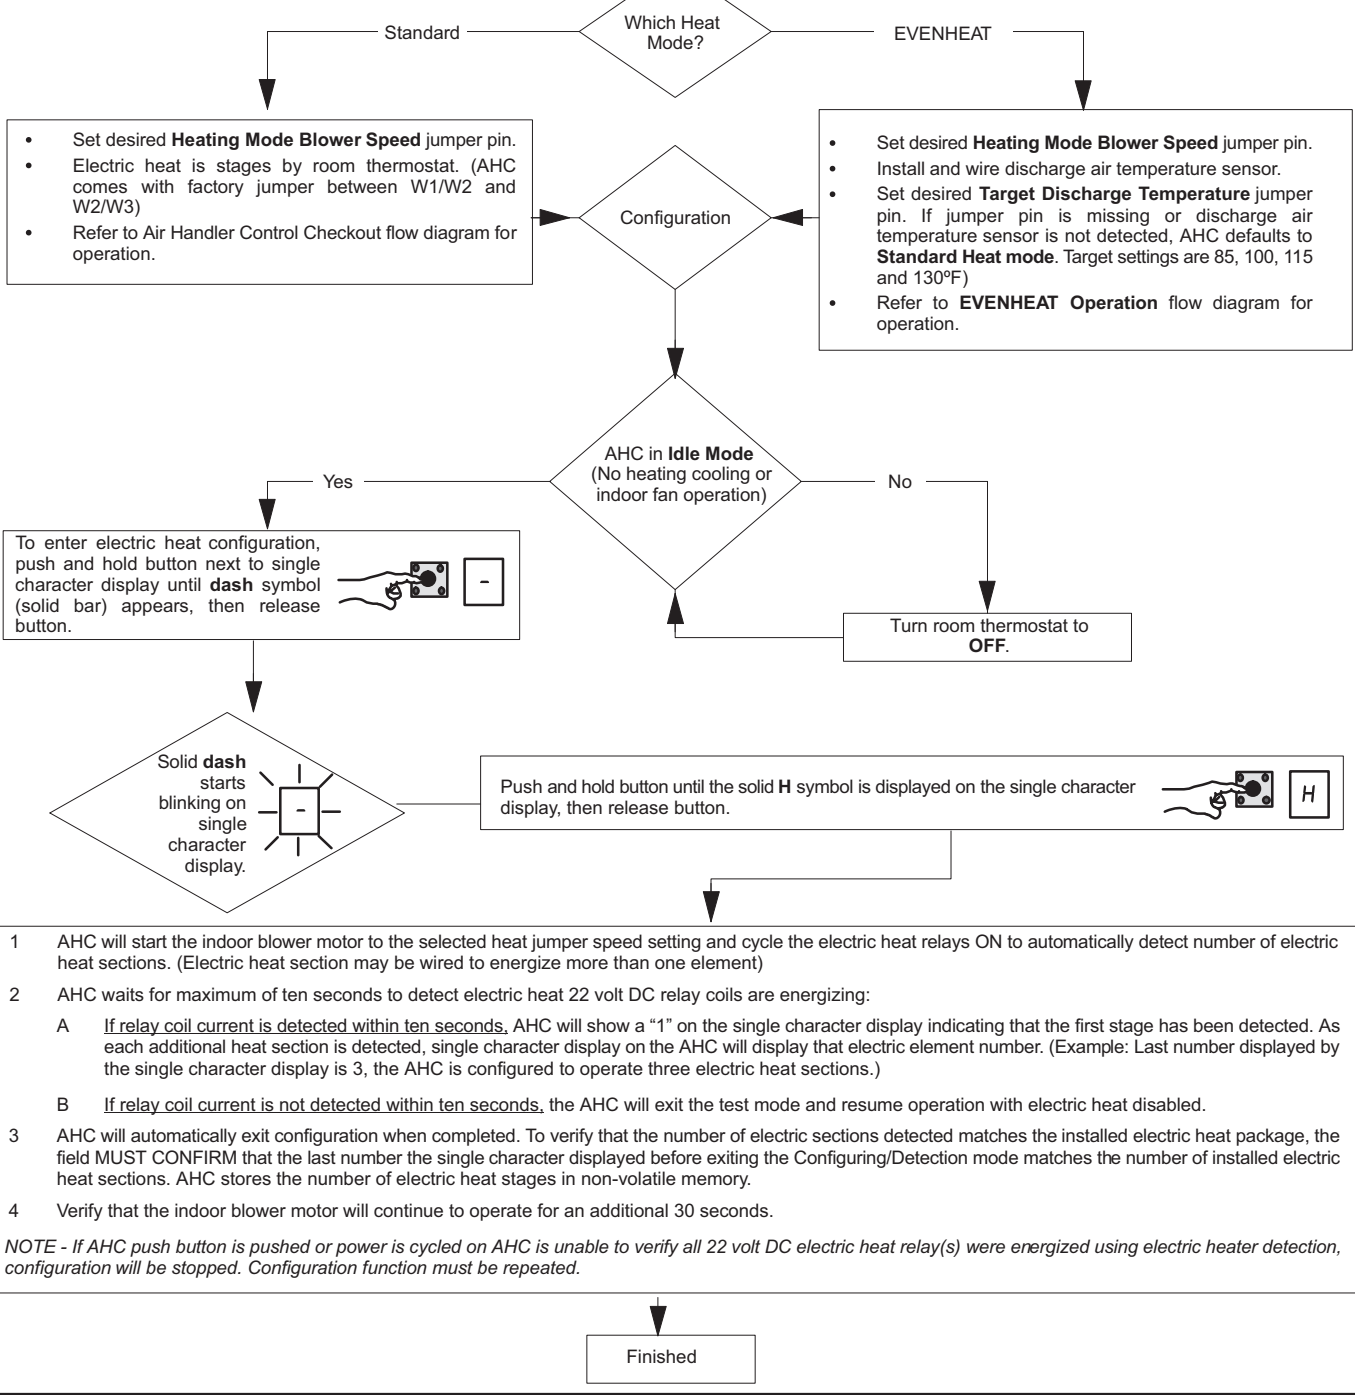 Which Heat
Mode?
Standard
EVENHEAT
• Set desired Heating Mode Blower Speed jumper pin.
• Electric heat is stages by room thermostat. (AHC
comes with factory jumper between W1/W2 and
W2/W3)
• Refer to Air Handler Control Checkout flow diagram for
operation.
Configuration
• Set desired Heating Mode Blower Speed jumper pin.
• Install and wire discharge air temperature sensor.
• Set desired Target Discharge Temperature jumper
pin. If jumper pin is missing or discharge air
temperature sensor is not detected, AHC defaults to
Standard Heat mode. Target settings are 85, 100, 115
and 130ºF)
• Refer to EVENHEAT Operation flow diagram for
operation.
AHC in Idle Mode
(No heating cooling or
indoor fan operation)
Yes
No
To enter electric heat configuration,
push and hold button next to single
character display until dash symbol
(solid bar) appears, then release
button.
-
Turn room thermostat to
OFF.
Solid dash
starts
blinking on
single
character
display.
-
Push and hold button until the solid H symbol is displayed on the single character
display, then release button.
H
1 AHC will start the indoor blower motor to the selected heat jumper speed setting and cycle the electric heat relays ON to automatically detect number of electric
heat sections. (Electric heat section may be wired to energize more than one element)
2 AHC waits for maximum of ten seconds to detect electric heat 22 volt DC relay coils are energizing:
A If relay coil current is detected within ten seconds, AHC will show a “1” on the single character display indicating that the first stage has been detected. As
each additional heat section is detected, single character display on the AHC will display that electric element number. (Example: Last number displayed by
the single character display is 3, the AHC is configured to operate three electric heat sections.)
B If relay coil current is not detected within ten seconds, the AHC will exit the test mode and resume operation with electric heat disabled.
3 AHC will automatically exit configuration when completed. To verify that the number of electric sections detected matches the installed electric heat package, the
field MUST CONFIRM that the last number the single character displayed before exiting the Configuring/Detection mode matches the number of installed electric
heat sections. AHC stores the number of electric heat stages in non-volatile memory.
4 Verify that the indoor blower motor will continue to operate for an additional 30 seconds.
NOTE - If AHC push button is pushed or power is cycled on AHC is unable to verify all 22 volt DC electric heat relay(s) were energized using electric heater detection,
configuration will be stopped. Configuration function must be repeated.
Finished